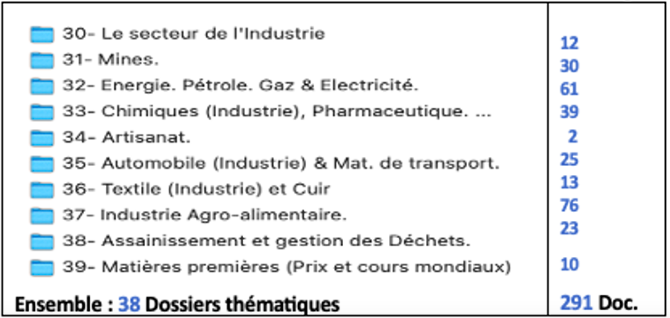 30- Le secteur de l'Industrie 12
31- Mines. 30
32- Energie. Pétrole. Gaz & Electricité. 61
33- Chimiques (Industrie), Pharmaceutique. ... 39
34- Artisanat. 2
35- Automobile (Industrie) & Mat. de transport. 25
36- Textile (Industrie) et Cuir 13
37- Industrie Agro-alimentaire. 76
38- Assainissement et gestion des Déchets. 23
39- Matières premières (Prix et cours mondiaux) 10
Ensemble : 38 Dossiers thématiques 291 Doc.